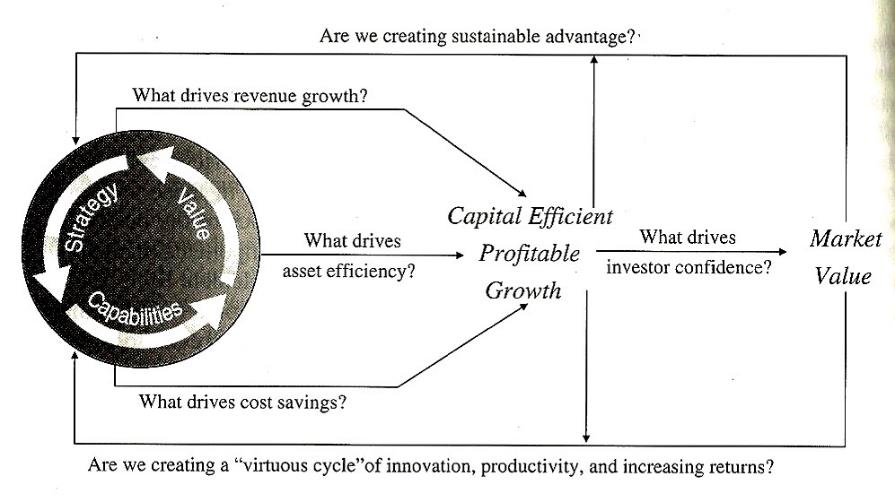 Are we creating sustainable advantage?
What drives revenue growth?
Strategy
Value
Capabilities
What drives
asset efficiency?
Capital Efficient
Profitable
Growth
What drives
investor confidence?
Market
Value
What drives cost savings?
Are we creating a “virtuous cycle”of innovation, productivity, and increasing returns?